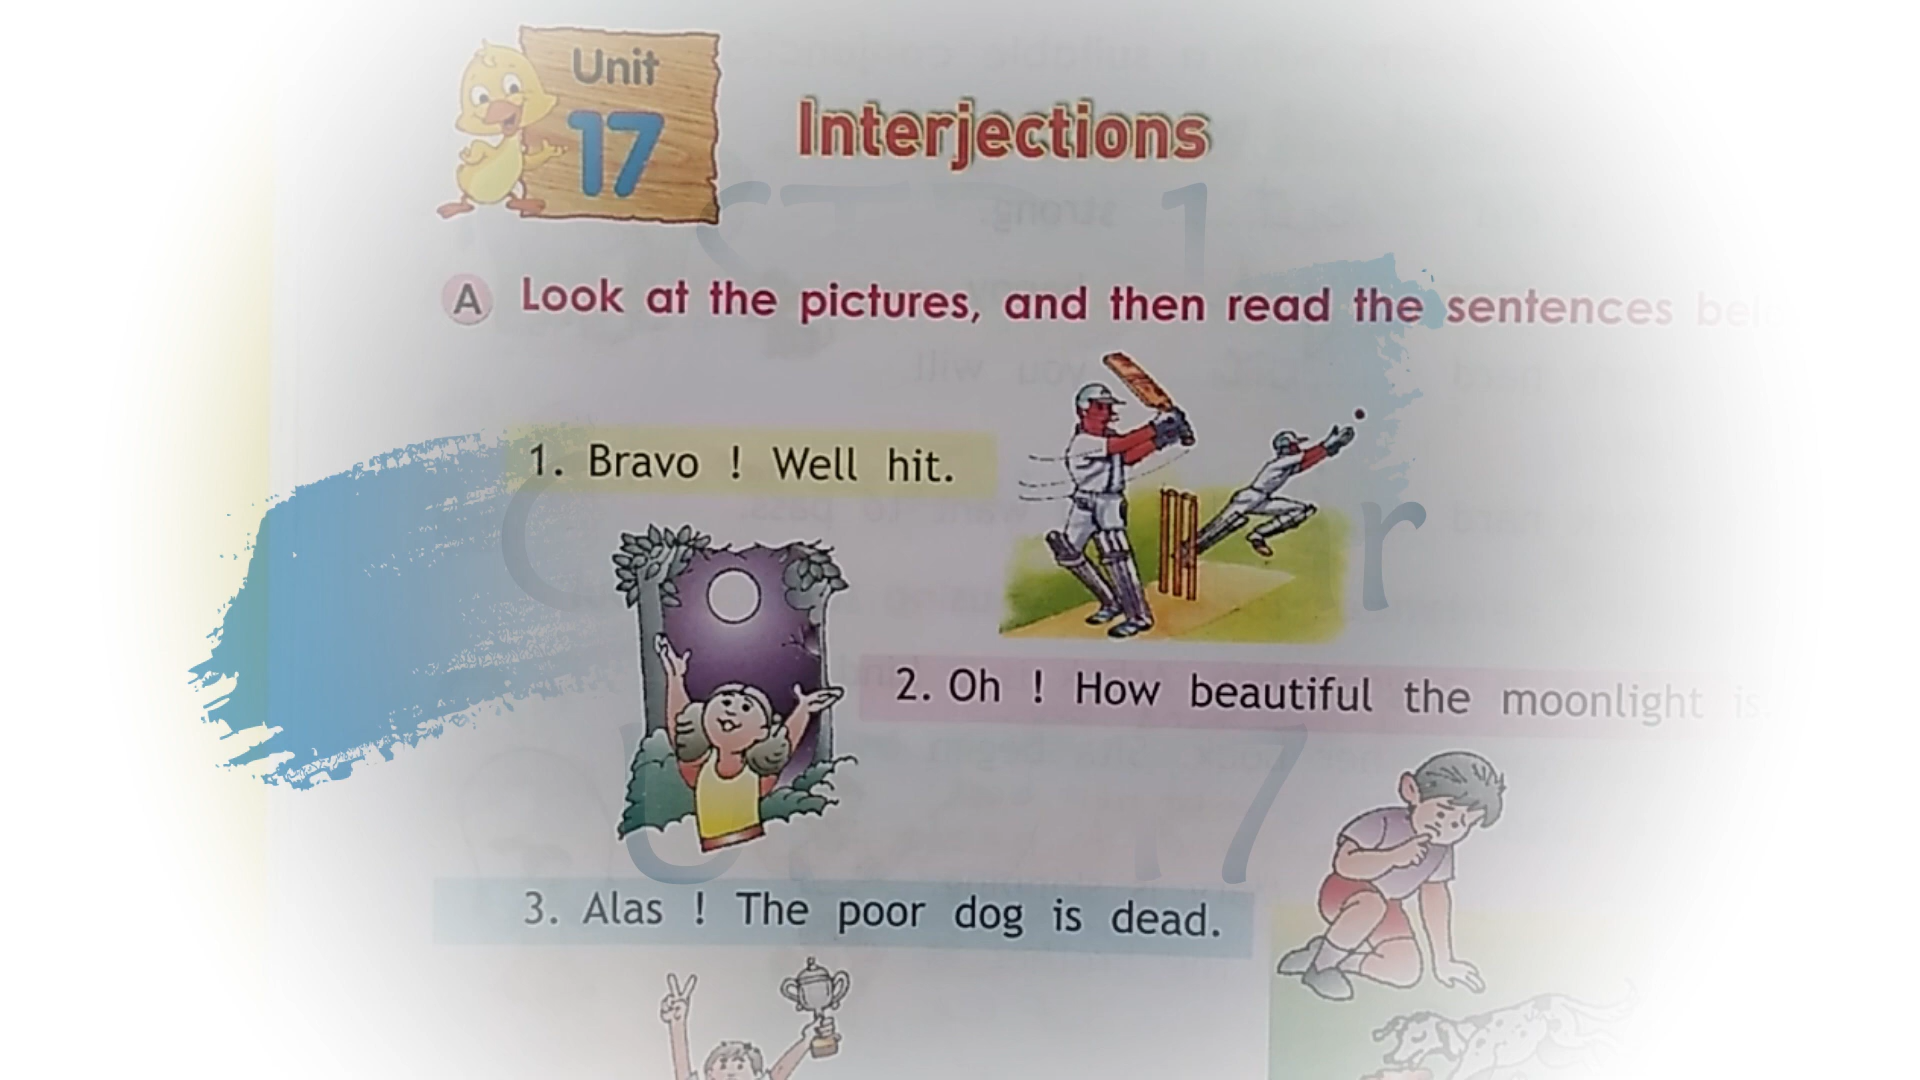 Unit
17
Interjections
A Look at the pictures, and then read the sentences
1. Bravo ! Well hit.
2. Oh ! How beautiful the moonlight is.
3. Alas ! The poor dog is dead.